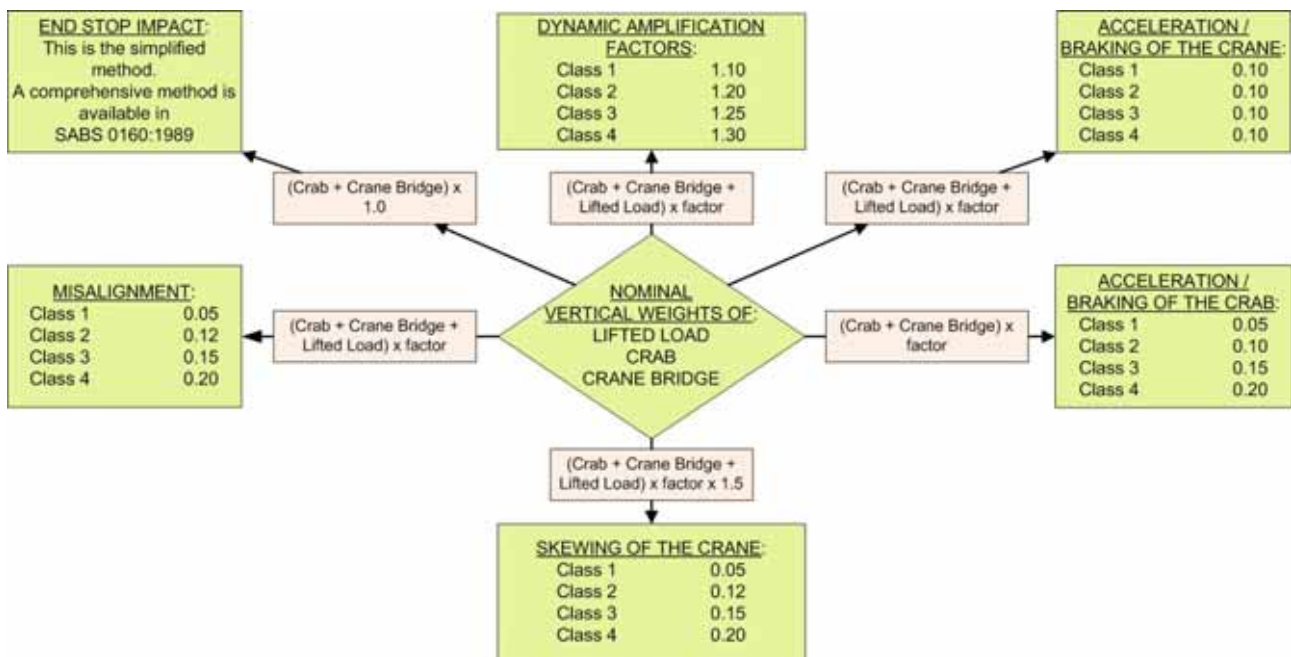 END STOP IMPACT:
This is the simplified
method.
A comprehensive method is
available in
SABS 0160:1989
DYNAMIC AMPLIFICATION
FACTORS:
Class 1 1.10
Class 2 1.20
Class 3 1.25
Class 4 1.30
ACCELERATION /
BRAKING OF THE CRANE:
Class 1 0.10
Class 2 0.10
Class 3 0.10
Class 4 0.10
(Crab + Crane Bridge) x
1.0
(Crab + Crane Bridge +
Lifted Load) x factor
(Crab + Crane Bridge +
Lifted Load) x factor
MISALIGNMENT:
Class 1 0.05
Class 2 0.12
Class 3 0.15
Class 4 0.20
(Crab + Crane Bridge +
Lifted Load) x factor
NOMINAL
VERTICAL WEIGHTS OF:
LIFTED LOAD
CRAB
CRANE BRIDGE
(Crab + Crane Bridge) x
factor
ACCELERATION /
BRAKING OF THE CRAB:
Class 1 0.05
Class 2 0.10
Class 3 0.15
Class 4 0.20
(Crab + Crane Bridge +
Lifted Load) x factor x 1.5
SKEWING OF THE CRANE:
Class 1 0.05
Class 2 0.12
Class 3 0.15
Class 4 0.20